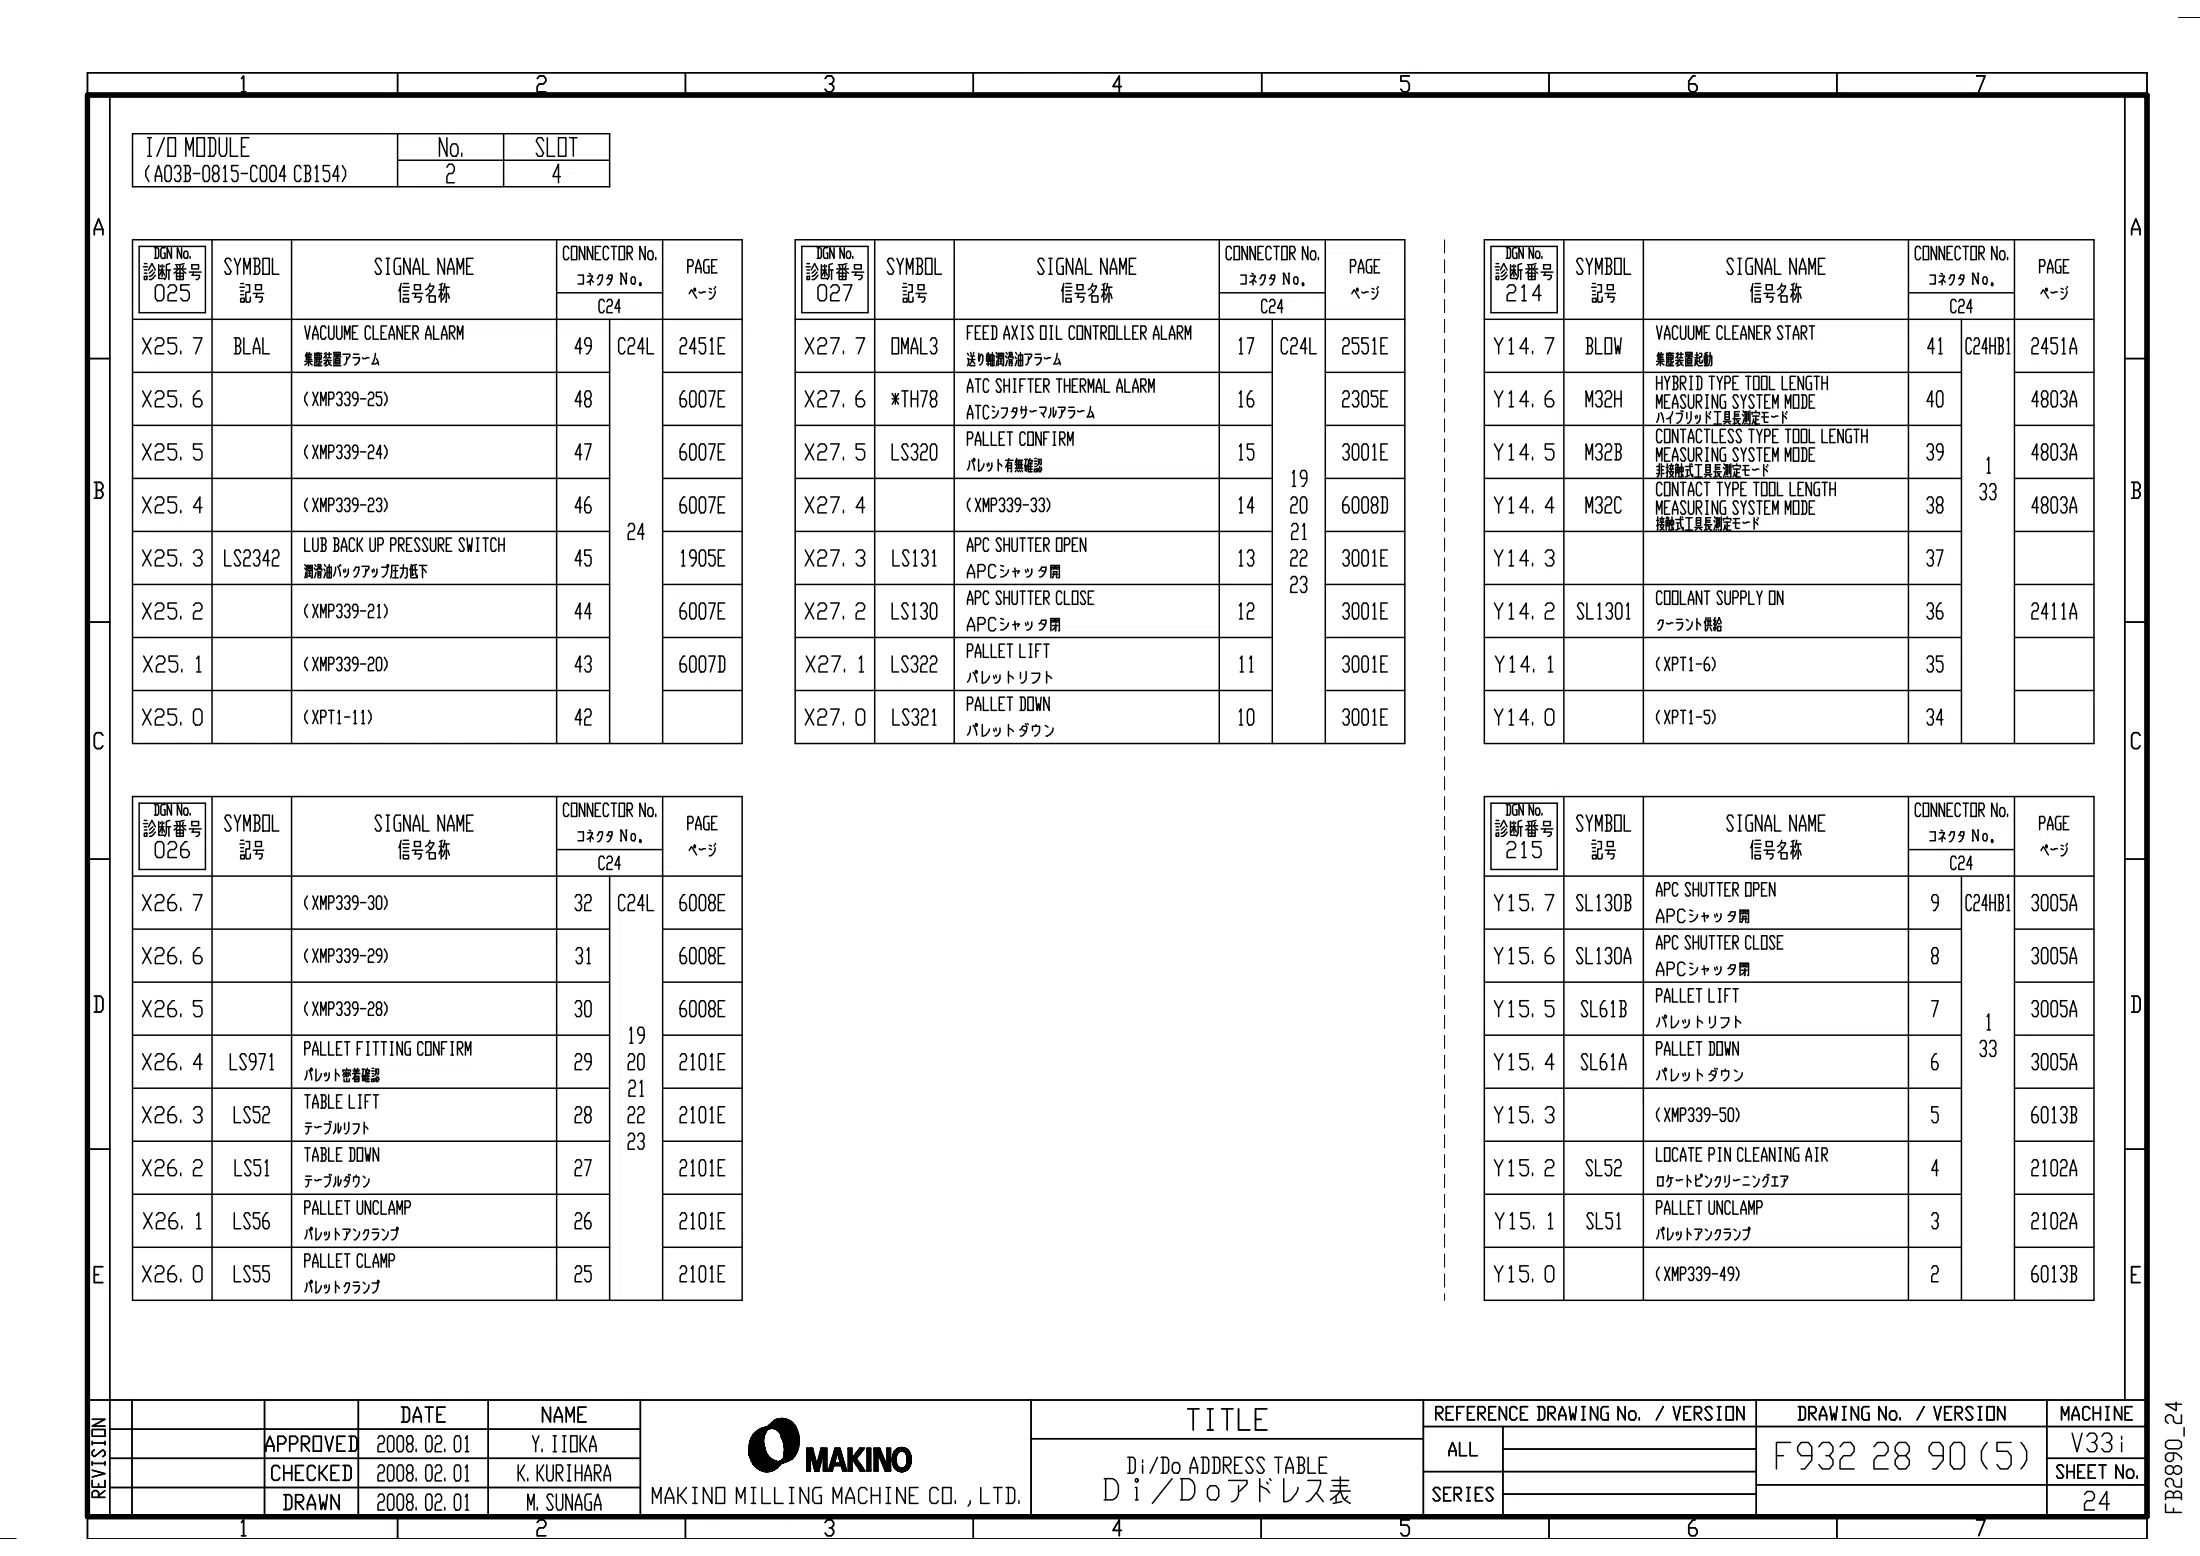 1 2 3 4 5 6 7
I/O MODULE No. SLOT
(A03B-0815-C004 CB154) 2 4
A A
B B
C C
D D
E E
DGN No. 診断番号 025 SYMBOL 記号 SIGNAL NAME 信号名称 CONNECTOR No. コネクタ No. C24 PAGE ページ
X25. 7 BLAL VACUUME CLEANER ALARM 49 C24L 2451E
集塵装置アラーム
X25. 6 (XMP339-25) 48 6007E
X25. 5 (XMP339-24) 47 6007E
X25. 4 (XMP339-23) 46 6007E
24
X25. 3 LS2342 LUB BACK UP PRESSURE SWITCH 45 1905E
潤滑油バックアップ圧力低下
X25. 2 (XMP339-21) 44 6007E
X25. 1 (XMP339-20) 43 6007D
X25. 0 (XPT1-11) 42
DGN No. 診断番号 027 SYMBOL 記号 SIGNAL NAME 信号名称 CONNECTOR No. コネクタ No. C24 PAGE ページ
X27. 7 OMAL3 FEED AXIS OIL CONTROLLER ALARM 17 C24L 2551E
送り軸潤滑油アラーム
X27. 6 *TH78 ATC SHIFTER THERMAL ALARM 16 2305E
ATCシフタサーマルアラーム
X27. 5 LS320 PALLET CONFIRM 15 3001E
パレット有無確認
19
X27. 4 (XMP339-33) 14 20 6008D
21
X27. 3 LS131 APC SHUTTER OPEN 13 22 3001E
APCシャッタ開
23
X27. 2 LS130 APC SHUTTER CLOSE 12 3001E
APCシャッタ閉
X27. 1 LS322 PALLET LIFT 11 3001E
パレットリフト
X27. 0 LS321 PALLET DOWN 10 3001E
パレットダウン
DGN No. 診断番号 214 SYMBOL 記号 SIGNAL NAME 信号名称 CONNECTOR No. コネクタ No. C24 PAGE ページ
Y14. 7 BLOW VACUUME CLEANER START 41 C24HB1 2451A
集塵装置起動
Y14. 6 M32H HYBRID TYPE TOOL LENGTH 40 4803A
MEASURING SYSTEM MODE
ハイブリッド工具長測定モード
Y14. 5 M32B CONTACTLESS TYPE TOOL LENGTH 39 4803A
MEASURING SYSTEM MODE
非接触式工具長測定モード
1
33
Y14. 4 M32C CONTACT TYPE TOOL LENGTH 38 4803A
MEASURING SYSTEM MODE
接触式工具長測定モード
Y14. 3 37
Y14. 2 SL1301 COOLANT SUPPLY ON 36 2411A
クーラント供給
Y14. 1 (XPT1-6) 35
Y14. 0 (XPT1-5) 34
DGN No. 診断番号 026 SYMBOL 記号 SIGNAL NAME 信号名称 CONNECTOR No. コネクタ No. C24 PAGE ページ
X26. 7 (XMP339-30) 32 C24L 6008E
X26. 6 (XMP339-29) 31 6008E
X26. 5 (XMP339-28) 30 6008E
19
X26. 4 LS971 PALLET FITTING CONFIRM 29 20 2101E
パレット密着確認
21
X26. 3 LS52 TABLE LIFT 28 22 2101E
テーブルリフト
23
X26. 2 LS51 TABLE DOWN 27 2101E
テーブルダウン
X26. 1 LS56 PALLET UNCLAMP 26 2101E
パレットアンクランプ
X26. 0 LS55 PALLET CLAMP 25 2101E
パレットクランプ
DGN No. 診断番号 215 SYMBOL 記号 SIGNAL NAME 信号名称 CONNECTOR No. コネクタ No. C24 PAGE ページ
Y15. 7 SL130B APC SHUTTER OPEN 9 C24HB1 3005A
APCシャッタ開
Y15. 6 SL130A APC SHUTTER CLOSE 8 3005A
APCシャッタ閉
Y15. 5 SL61B PALLET LIFT 7 3005A
パレットリフト
1
33
Y15. 4 SL61A PALLET DOWN 6 3005A
パレットダウン
Y15. 3 (XMP339-50) 5 6013B
Y15. 2 SL52 LOCATE PIN CLEANING AIR 4 2102A
ロケートピンクリーニングエア
Y15. 1 SL51 PALLET UNCLAMP 3 2102A
パレットアンクランプ
Y15. 0 (XMP339-49) 2 6013B
REVISION
DATE NAME
APPROVED 2008. 02. 01 Y. IIOKA
CHECKED 2008. 02. 01 K. KURIHARA
DRAWN 2008. 02. 01 M. SUNAGA
MAKINO
MAKINO MILLING MACHINE CO. , LTD.
TITLE
Di/Do ADDRESS TABLE
Di/Doアドレス表
REFERENCE DRAWING No. / VERSION
ALL
SERIES
DRAWING No. / VERSION
F932 28 90 (5)
MACHINE
V33i
SHEET No.
24
FB2890_24
1 2 3 4 5 6 7